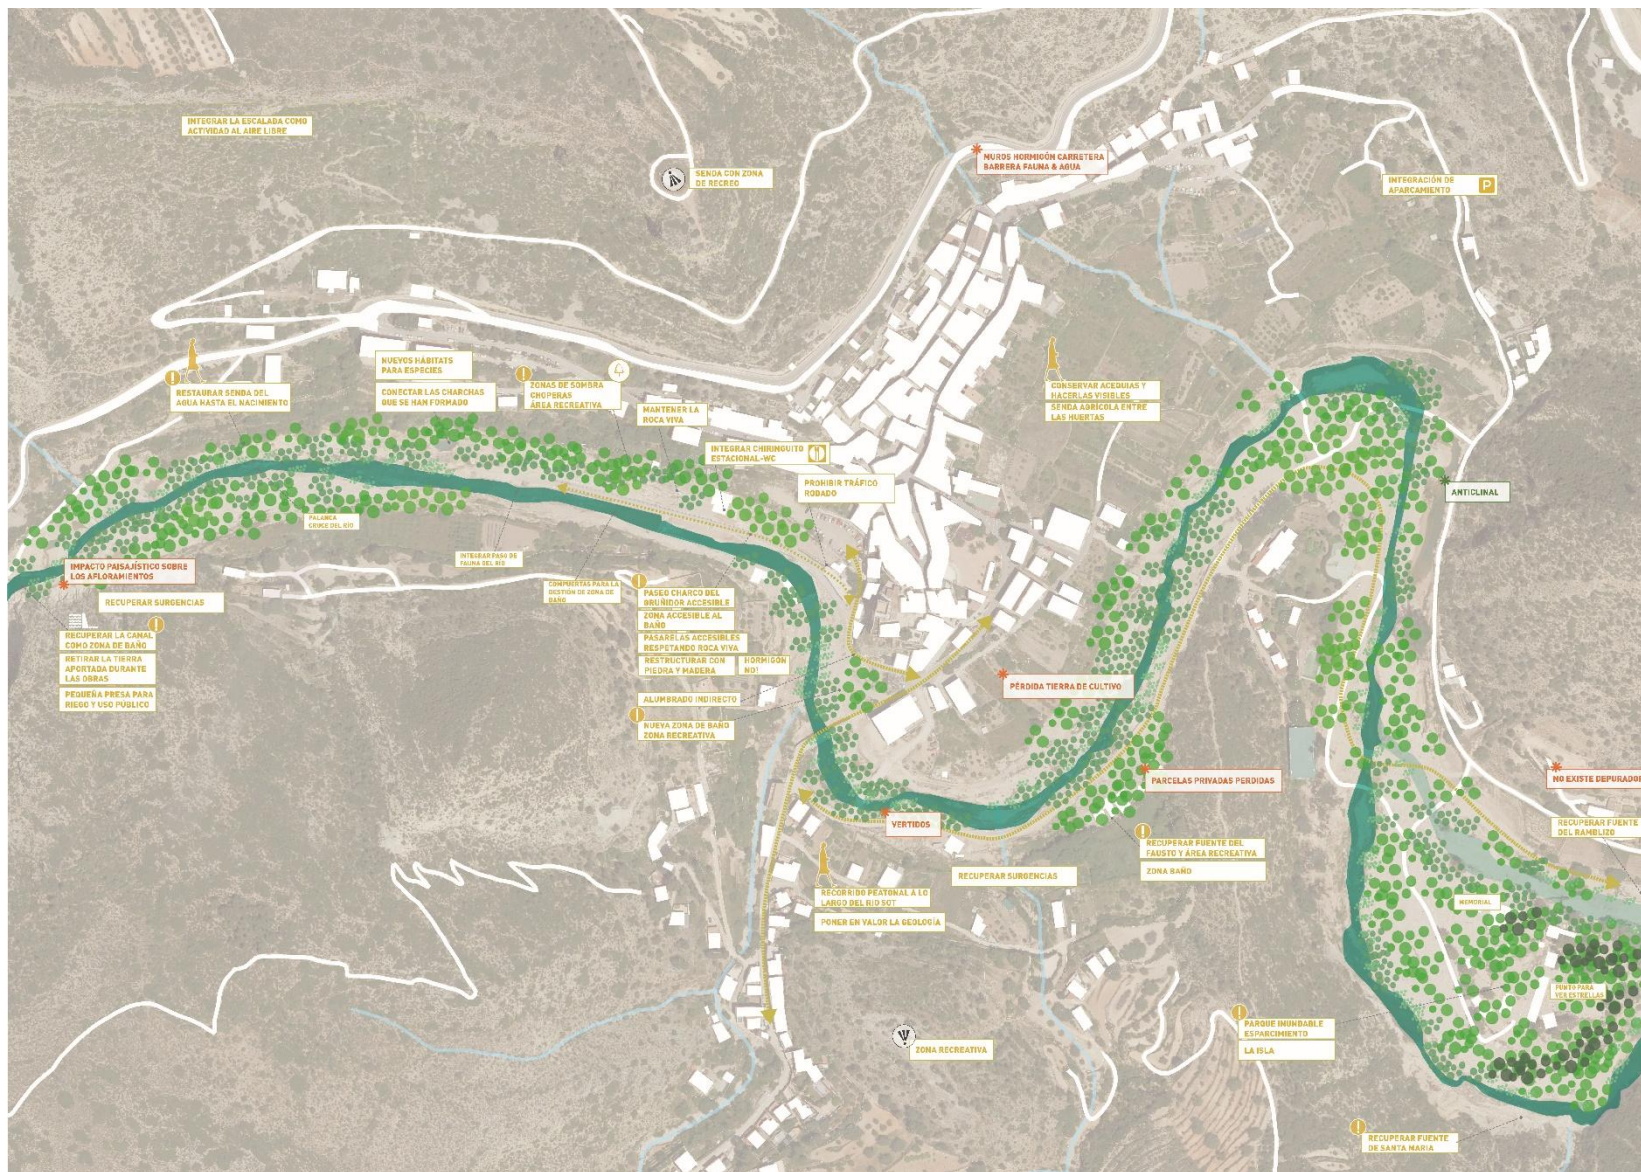 INTEGRAR LA ESCALADA COMO
ACTIVIDAD AL AIRE LIBRE
SENDA CON ZONA
DE RECREO
MUROS HORMIGÓN CARRETERA
BARRERA FAUNA & AGUA
INTEGRACIÓN DE
APARCAMIENTO
P
RESTAURAR SENDA DEL
AGUA HASTA EL NACIMIENTO
NUEVOS HÁBITATS
PARA ESPECIES
CONECTAR LAS CHARCHAS
QUE SE HAN FORMADO
ZONAS DE SOMBRA
CHOPERAS
ÁREA RECREATIVA
MANTENER LA
ROCA VIVA
INTEGRAR CHIRINGUITO
ESTACIONAL-WC
PROHIBIR TRÁFICO
RODADO
CONSERVAR ACEQUIAS Y
HACERLAS VISIBLES
SENDA AGRÍCOLA ENTRE
LAS HUERTAS
ANTICLINAL
PALANCA
CRUCE DEL RÍO
INTEGRAR PASO DE
FAUNA DEL RÍO
COMPUERTAS PARA LA
GESTIÓN DE ZONA DE
BAÑO
IMPACTO PAISAJÍSTICO SOBRE
LOS AFLORAMIENTOS
RECUPERAR SURGENCIAS
RECUPERAR LA CANAL
COMO ZONA DE BAÑO
RETIRAR LA TIERRA
APORTADA DURANTE
LAS OBRAS
PEQUEÑA PRESA PARA
RIEGO Y USO PÚBLICO
PASEO CHARCO DEL
GRUÑIDOR ACCESIBLE
ZONA ACCESIBLE AL
BAÑO
PASARELAS ACCESIBLES
RESPETANDO ROCA VIVA
RESTRUCTURAR CON
PIEDRA Y MADERA
HORMIGÓN
NO!
ALUMBRADO INDIRECTO
NUEVA ZONA DE BAÑO
ZONA RECREATIVA
PÉRDIDA TIERRA DE CULTIVO
PARCELAS PRIVADAS PERDIDAS
NO EXISTE DEPURADOR
VERTIDOS
RECUPERAR FUENTE DEL
FAUSTO Y ÁREA RECREATIVA
ZONA BAÑO
RECUPERAR FUENTE
DEL RAMBLIZO
RECORRIDO PEATONAL A LO
LARGO DEL RIO SOT
PONER EN VALOR LA GEOLOGÍA
RECUPERAR SURGENCIAS
MEMORIAL
PUNTO PARA
VER ESTRELLAS
PARQUE INUNDABLE
ESPARCIMIENTO
LA ISLA
ZONA RECREATIVA
RECUPERAR FUENTE
DE SANTA MARÍA